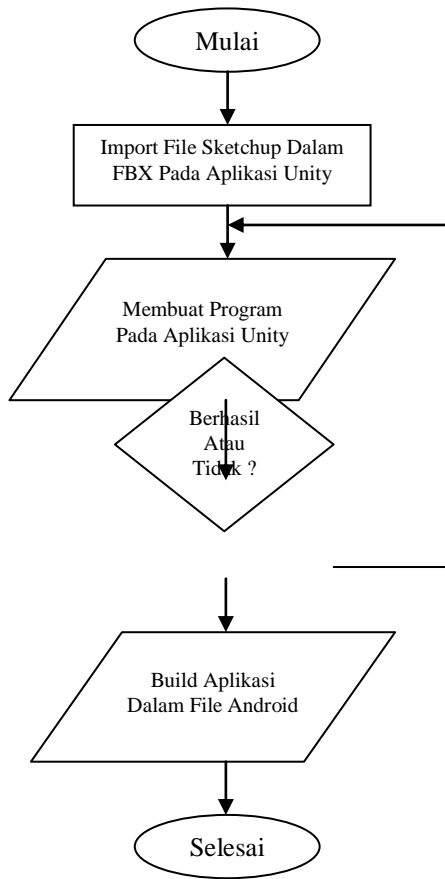 Mulai
Import File Sketchup Dalam
FBX Pada Aplikasi Unity
Membuat Program
Pada Aplikasi Unity
Berhasil
Atau
Tidak ?
Build Aplikasi
Dalam File Android
Selesai